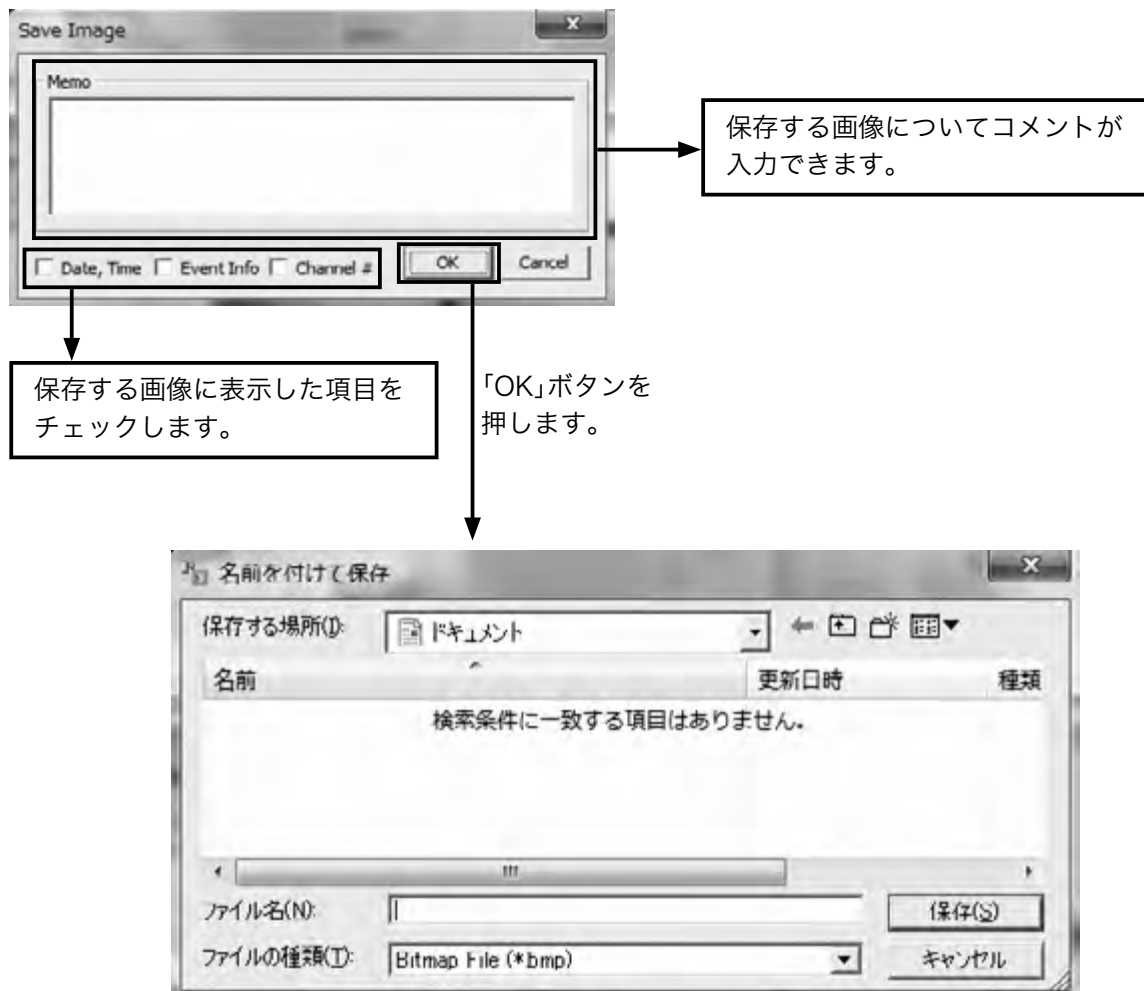 Save Image
Memo
保存する画像についてコメントが
入力できます。
Date, Time Event Info Channel #
OK
Cancel
保存する画像に表示した項目を
チェックします。
「OK」ボタンを
押します。
名前を付けて保存
保存する場所(I):
ドキュメント
名前 更新日時 種類
検索条件に一致する項目はありません。
ファイル名(N):
保存(S)
ファイルの種類(T):
Bitmap File (*bmp)
キャンセル